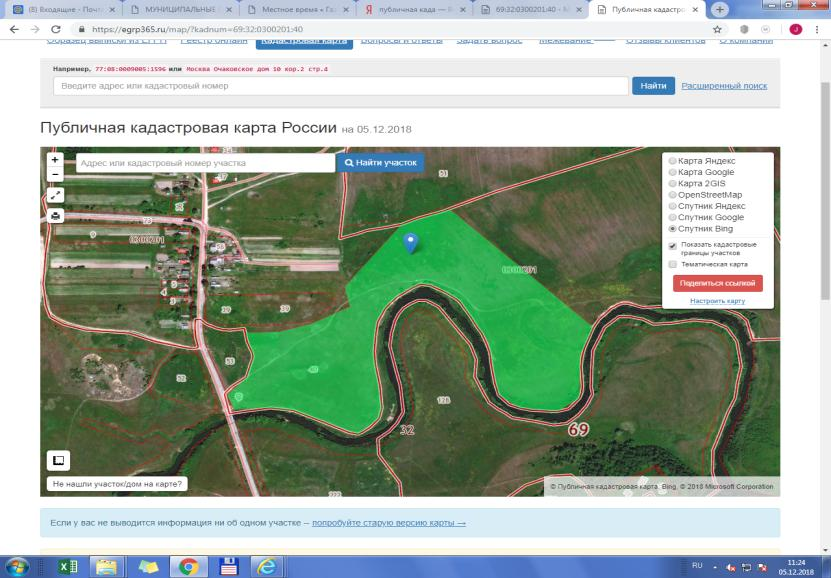 (8) Входящие - Почт
МУНИЦИПАЛЬНЫЕ
Местное время « Га
публичная када — Я
69:32:0300201:40 -
Публичная кадастро
https://egrp365.ru/map/?kadnum=69:32:0300201:40
Образец выписки из ЕГРП Реестр онлайн Кадастровая карта Вопросы и ответы Задать вопрос Межевание Отзывы клиентов О компании
Например, 77:08:0009005:1596 или Москва Очаковское дом 10 кор.2 стр.4
Введите адрес или кадастровый номер
Найти
Расширенный поиск
Публичная кадастровая карта России на 05.12.2018
+
−
Адрес или кадастровый номер участка
Найти участок
Карта Яндекс
Карта Google
Карта 2GIS
OpenStreetMap
Спутник Яндекс
Спутник Google
Спутник Bing
Показать кадастровые
границы участков
Тематическая карта
Поделиться ссылкой
Настроить карту
51
73
9
0300201
58
0300201
5
4
3
39
39
53
40
52
128
32
69
Не нашли участок/дом на карте?
© Публичная кадастровая карта, Bing, © 2018 Microsoft Corporation
Если у вас не выводится информация ни об одном участке – попробуйте старую версию карты →
RU
11:24
05.12.2018